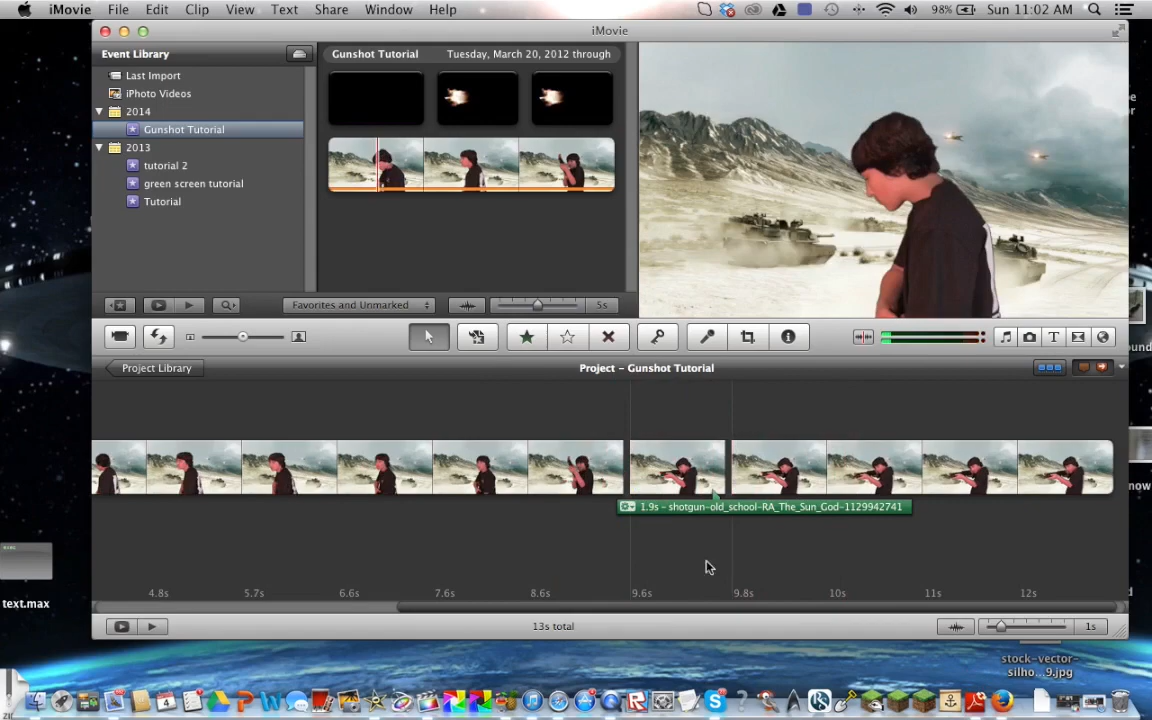 iMovie File Edit Clip View Text Share Window Help 98% Sun 11:02 AM
iMovie
Event Library
Gunshot Tutorial Tuesday, March 20, 2012 through
Last Import
iPhoto Videos
2014
Gunshot Tutorial
2013
tutorial 2
green screen tutorial
Tutorial
Favorites and Unmarked 5s
Project Library Project - Gunshot Tutorial
1.9s - shotgun-old_school-RA_The_Sun_God-1129942741
4.8s 5.7s 6.6s 7.6s 8.6s 9.6s 9.8s 10s 11s 12s
13s total 1s
text.max
stock-vector-
silho...9.jpg